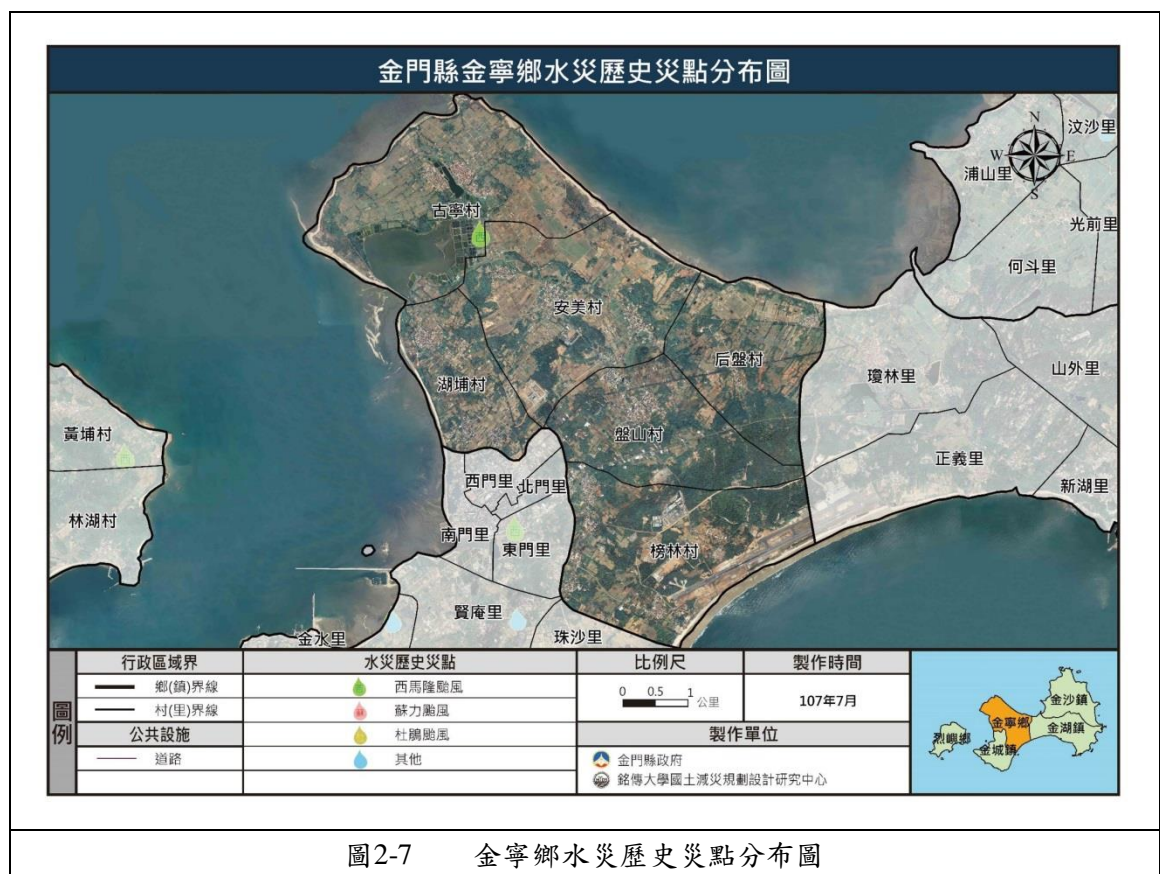 金門縣金寧鄉水災歷史災點分布圖
N
W E
S
汶沙里
浦山里
光前里
何斗里
古寧村
安美村
后盤村
瓊林里
山外里
湖埔村
盤山村
黃埔村
正義里
西門里
北門里
新湖里
林湖村
南門里
東門里
榜林村
賢庵里
金水里
珠沙里
圖例
行政區域界
鄉(鎮)界線
村(里)界線
公共設施
道路
水災歷史災點
西馬隆颱風
蘇力颱風
杜鵑颱風
其他
比例尺
0 0.5 1
公里
製作時間
107年7月
製作單位
金門縣政府
銘傳大學國土減災規劃設計研究中心
金沙鎮
金寧鄉
金湖鎮
烈嶼鄉
金城鎮
圖2-7 金寧鄉水災歷史災點分布圖